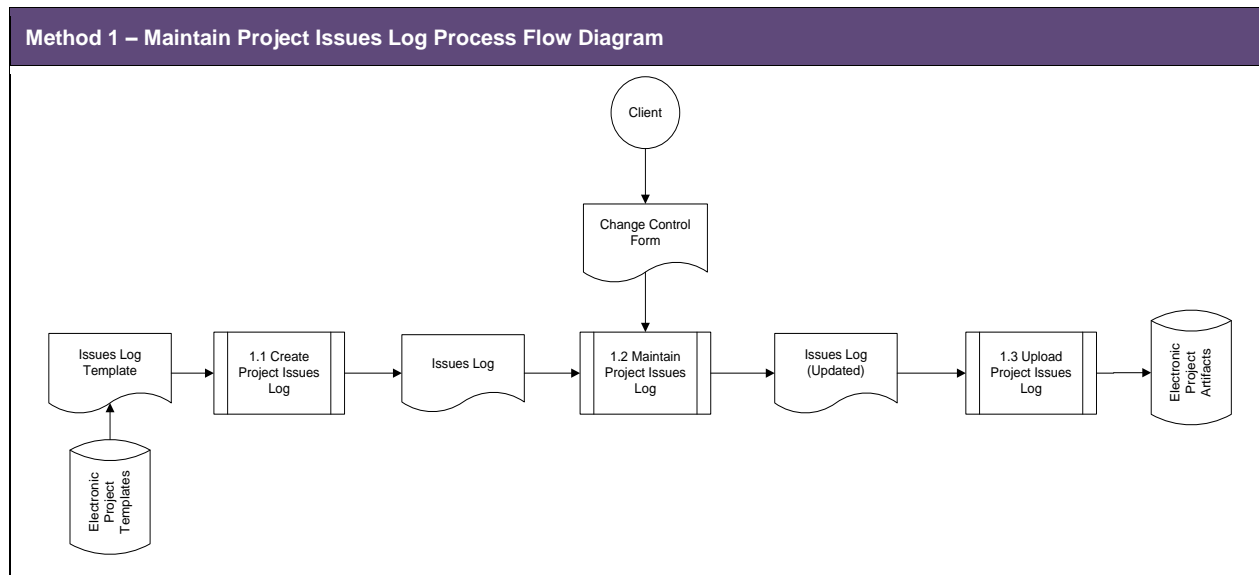 Method 1 – Maintain Project Issues Log Process Flow Diagram
Client
Change Control
Form
Issues Log
Template
1.1 Create
Project Issues
Log
Issues Log
1.2 Maintain
Project Issues
Log
Issues Log
(Updated)
1.3 Upload
Project Issues
Log
Electronic
Project
Artifacts
Electronic
Project
Templates